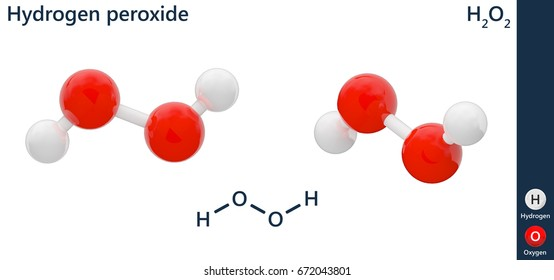 Hydrogen peroxide
H₂O₂
H O O H
H
Hydrogen
O
Oxygen
shutterstock.com · 672043801